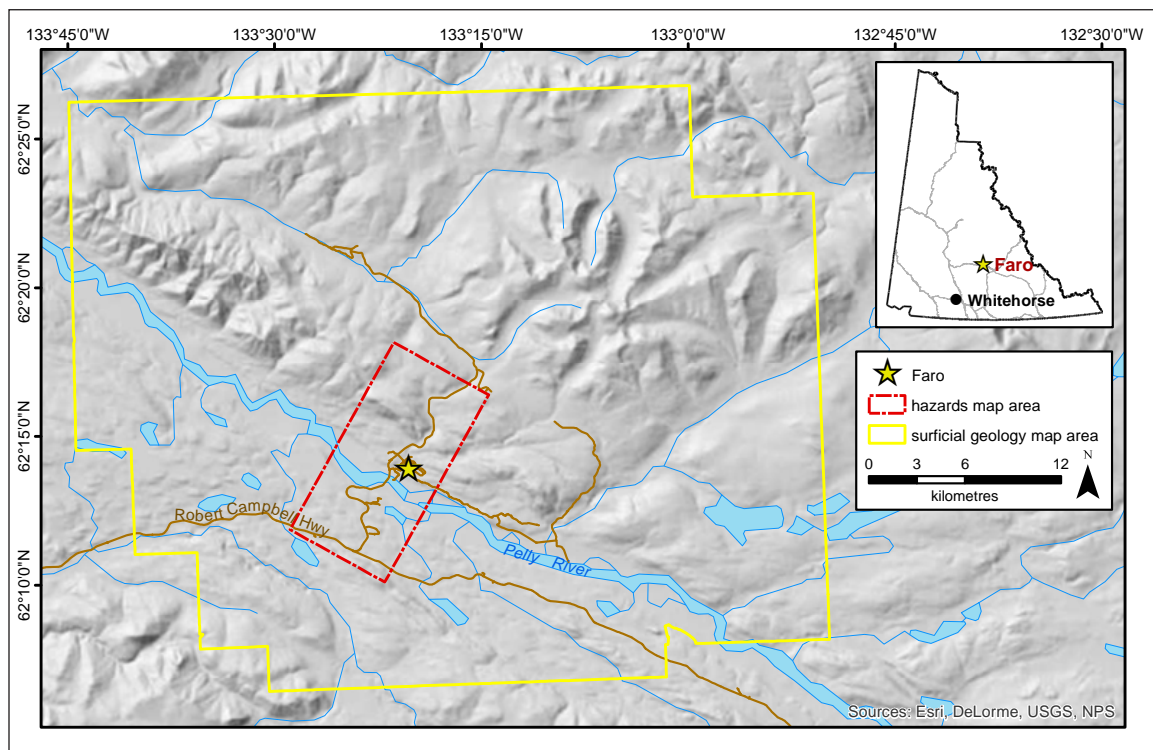 133°45'0"W 133°30'0"W 133°15'0"W 133°0'0"W 132°45'0"W 132°30'0"W
62°25'0"N
62°20'0"N
62°15'0"N
62°10'0"N
Faro
Whitehorse
Faro
hazards map area
surficial geology map area
0 3 6 12
kilometres
N
Robert Campbell Hwy
Pelly River
Sources: Esri, DeLorme, USGS, NPS